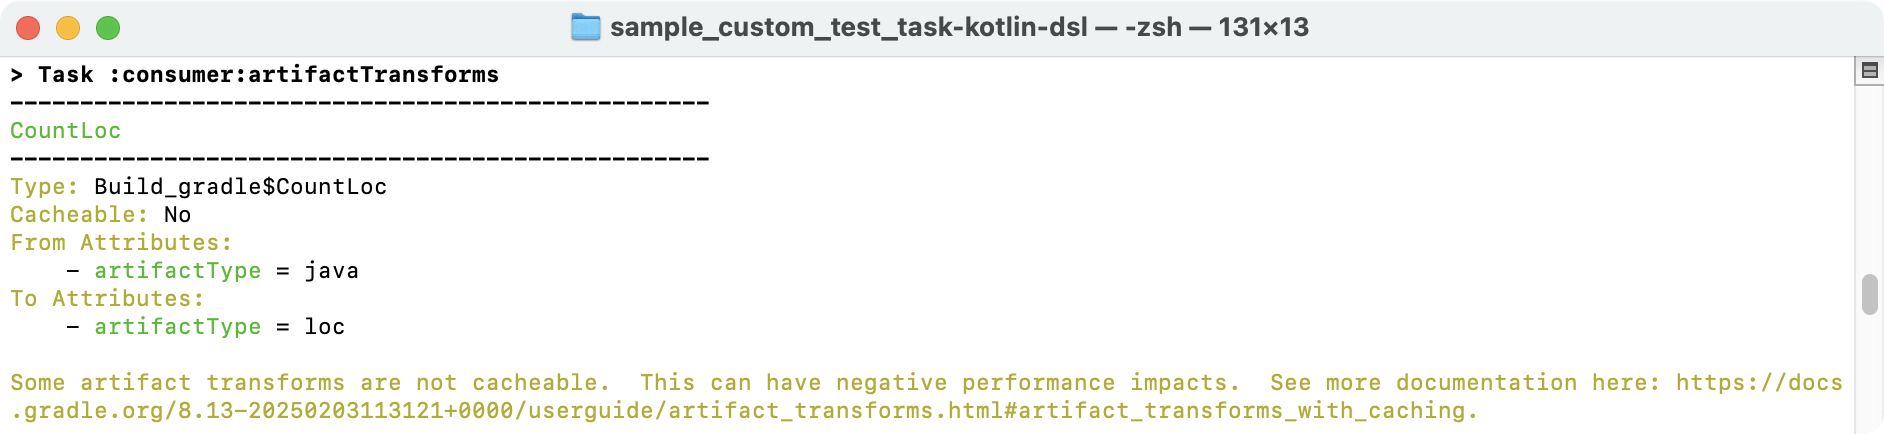 sample_custom_test_task-kotlin-dsl — -zsh — 131×13
> Task :consumer:artifactTransforms
--------------------------------------------------
CountLoc
--------------------------------------------------
Type: Build_gradle$CountLoc
Cacheable: No
From Attributes:
    - artifactType = java
To Attributes:
    - artifactType = loc
Some artifact transforms are not cacheable.  This can have negative performance impacts.  See more documentation here: https://docs
.gradle.org/8.13-20250203113121+0000/userguide/artifact_transforms.html#artifact_transforms_with_caching.